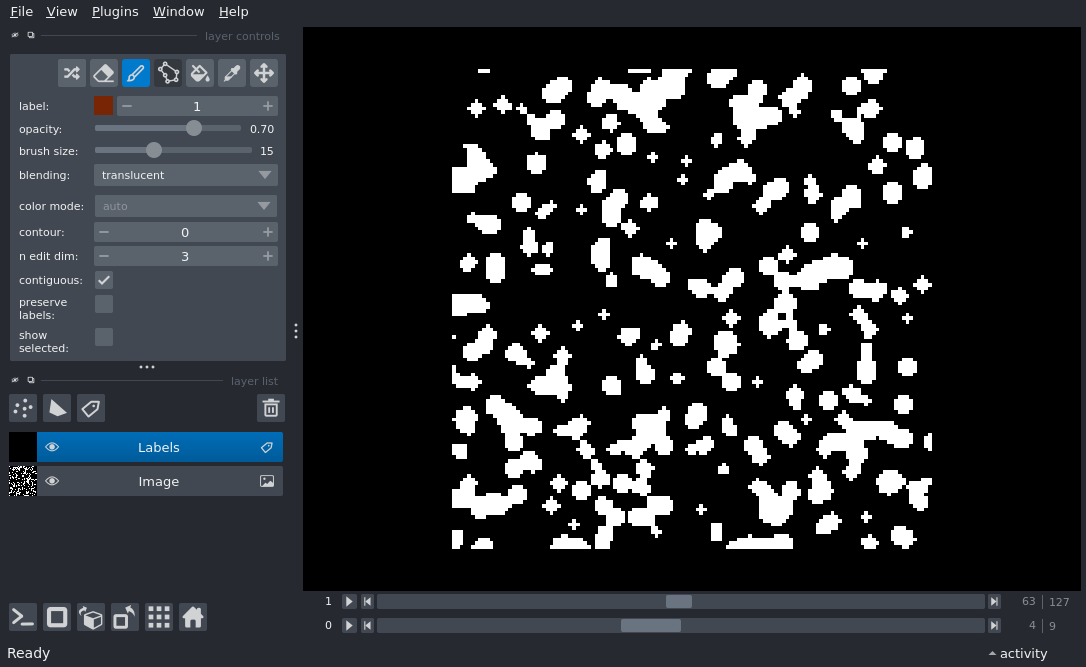 File View Plugins Window Help
layer controls
label: 1
opacity: 0.70
brush size: 15
blending: translucent
color mode: auto
contour: 0
n edit dim: 3
contiguous:
preserve
labels:
show
selected:
layer list
Labels
Image
1 63 127
0 4 9
Ready activity